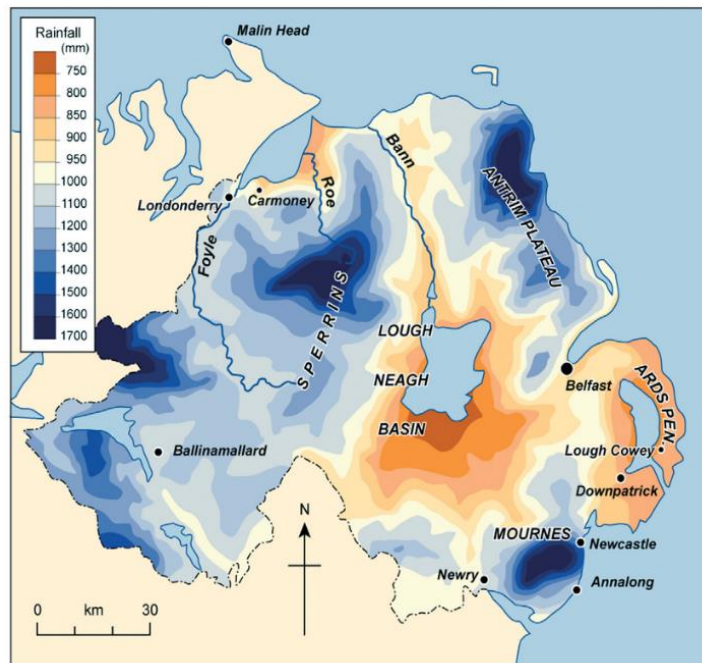 Rainfall
(mm)
750
800
850
900
950
1000
1100
1200
1300
1400
1500
1600
1700
Malin Head
Bann
Roe
Londonderry
Carmoney
Foyle
ANTRIM PLATEAU
SPERRINS
LOUGH
NEAGH
BASIN
Belfast
ARDS PEN.
Lough Cowey
Downpatrick
Ballinamallard
MOURNES
Newcastle
Newry
Annalong
N
0 km 30